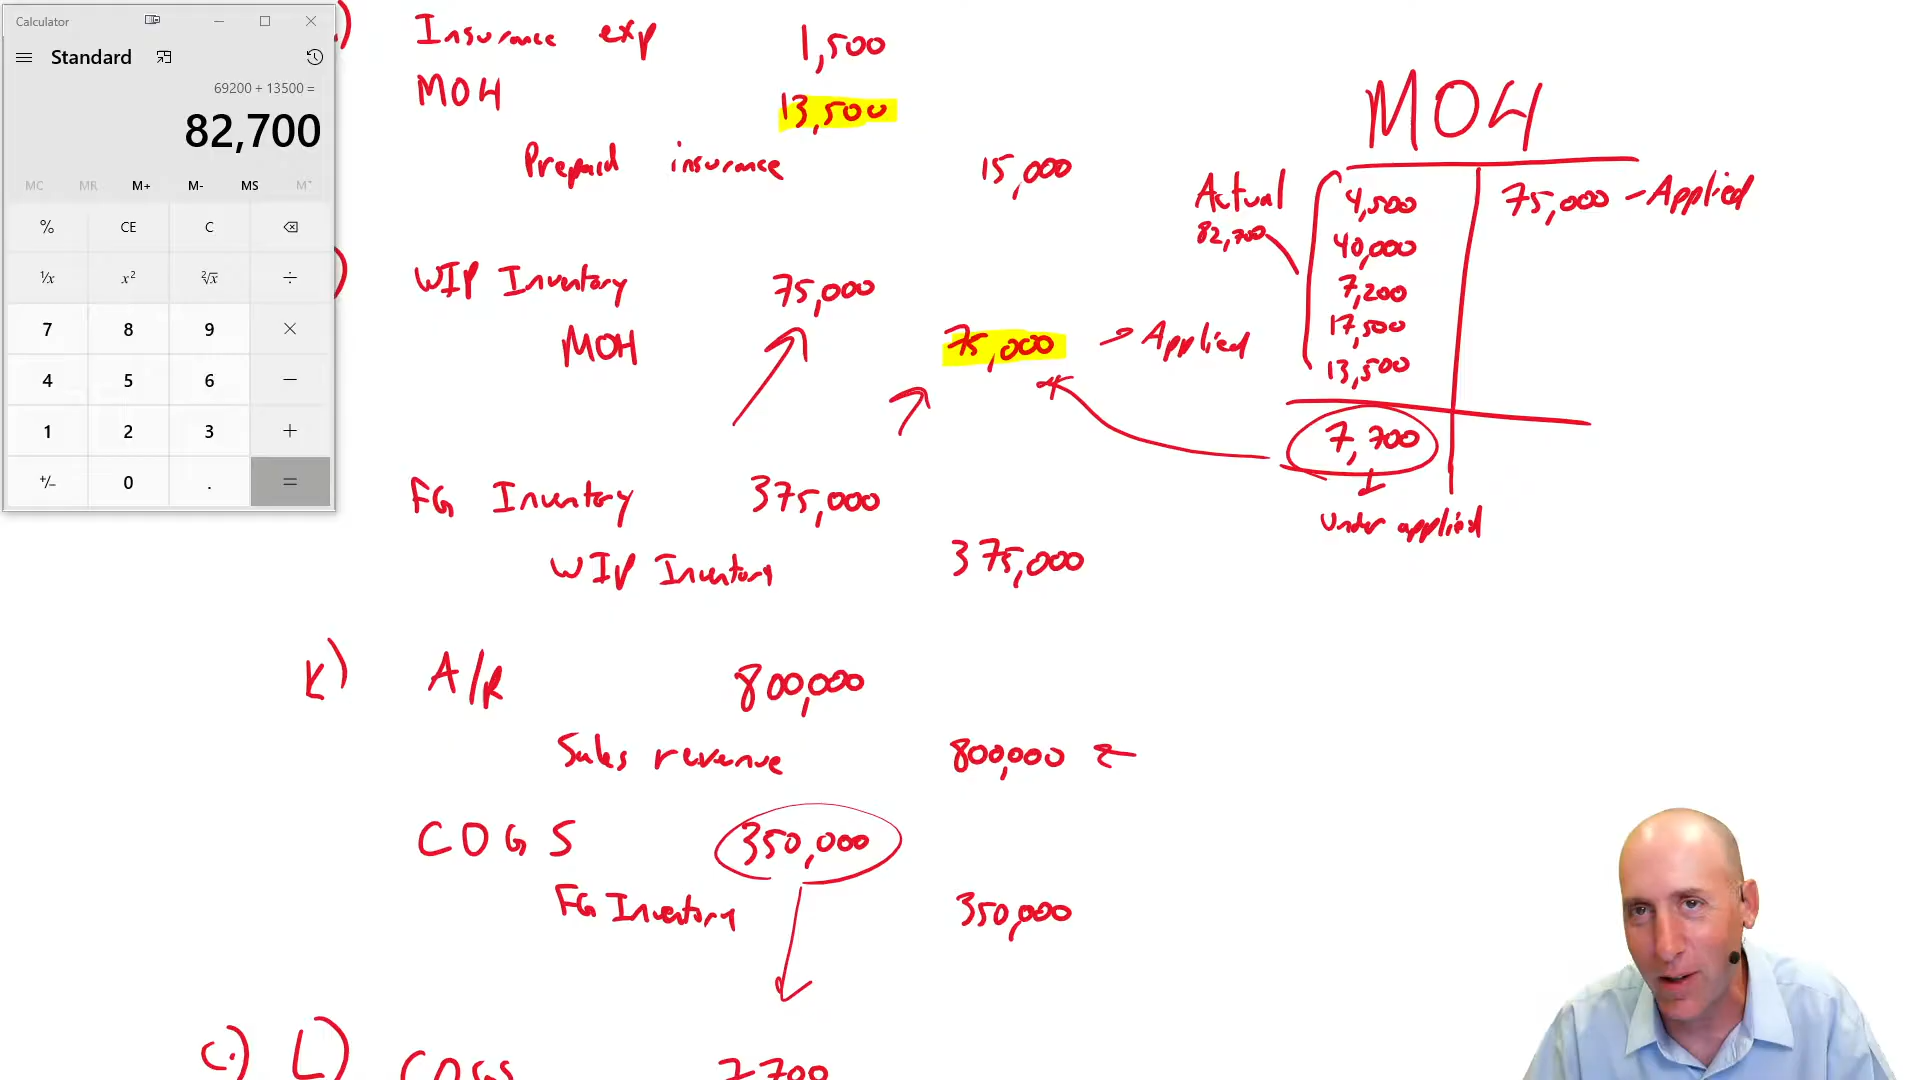 Calculator
Standard
69200 + 13500 =
82,700
MC MR M+ M- MS M˅
% CE C
1/x x² ²√x ÷
7 8 9 ×
4 5 6 −
1 2 3 +
+/- 0 . =
)
Insurance exp 1,500
MOH 13,500
Prepaid insurance 15,000
)
WIP Inventory 75,000
MOH 75,000 → Applied
FG Inventory 375,000
WIP Inventory 375,000
K) A/R 800,000
Sales revenue 800,000 ←
COGS 350,000
FG Inventory 350,000
c.) L) COGS 7700
MOH
Actual
82,700
4,500 75,000 - Applied
40,000
7,200
17,500
13,500
7,700
Under applied